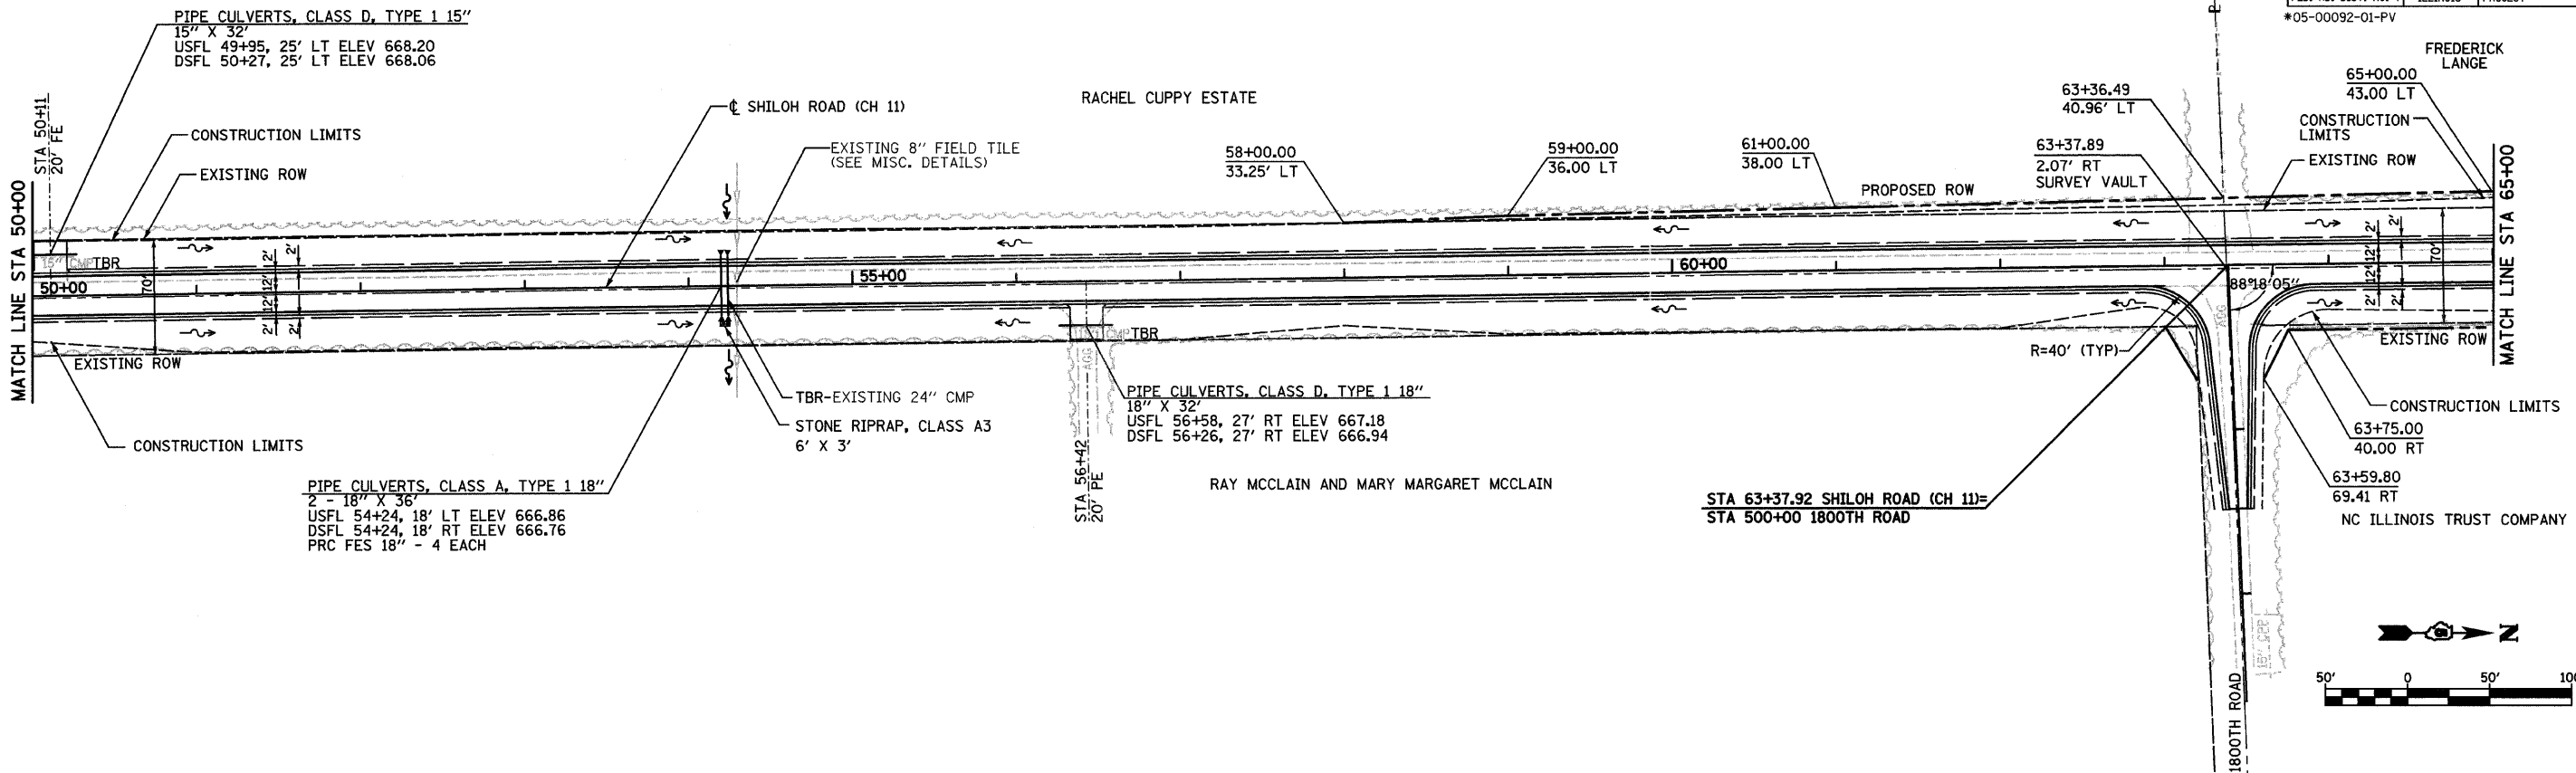 PIPE CULVERTS, CLASS D, TYPE 1 15"
15" X 32'
USFL 49+95, 25' LT ELEV 668.20
DSFL 50+27, 25' LT ELEV 668.06
ILLINOIS
*05-00092-01-PV
FREDERICK
LANGE
65+00.00
43.00 LT
63+36.49
40.96' LT
CONSTRUCTION
LIMITS
EXISTING ROW
STA 50+11
20' FE
CONSTRUCTION LIMITS
EXISTING ROW
℄ SHILOH ROAD (CH 11)
RACHEL CUPPY ESTATE
EXISTING 8" FIELD TILE
(SEE MISC. DETAILS)
58+00.00
33.25' LT
59+00.00
36.00 LT
61+00.00
38.00 LT
63+37.89
2.07' RT
SURVEY VAULT
PROPOSED ROW
MATCH LINE STA 50+00
MATCH LINE STA 65+00
15" CMP TBR
50+00
55+00
60+00
70'
2'
12'
12'
2'
2'
2'
70'
2'
12'
12'
2'
2'
2'
88°18'05"
AGG
EXISTING ROW
CONSTRUCTION LIMITS
CMP TBR
AGG
R=40' (TYP)
EXISTING ROW
TBR-EXISTING 24" CMP
STONE RIPRAP, CLASS A3
6' X 3'
PIPE CULVERTS, CLASS D, TYPE 1 18"
18" X 32'
USFL 56+58, 27' RT ELEV 667.18
DSFL 56+26, 27' RT ELEV 666.94
STA 56+42
20' PE
CONSTRUCTION LIMITS
63+75.00
40.00 RT
63+59.80
69.41 RT
PIPE CULVERTS, CLASS A, TYPE 1 18"
2 - 18" X 36'
USFL 54+24, 18' LT ELEV 666.86
DSFL 54+24, 18' RT ELEV 666.76
PRC FES 18" - 4 EACH
RAY MCCLAIN AND MARY MARGARET MCCLAIN
STA 63+37.92 SHILOH ROAD (CH 11)=
STA 500+00 1800TH ROAD
NC ILLINOIS TRUST COMPANY
N
1800TH ROAD
50' 0 50' 100